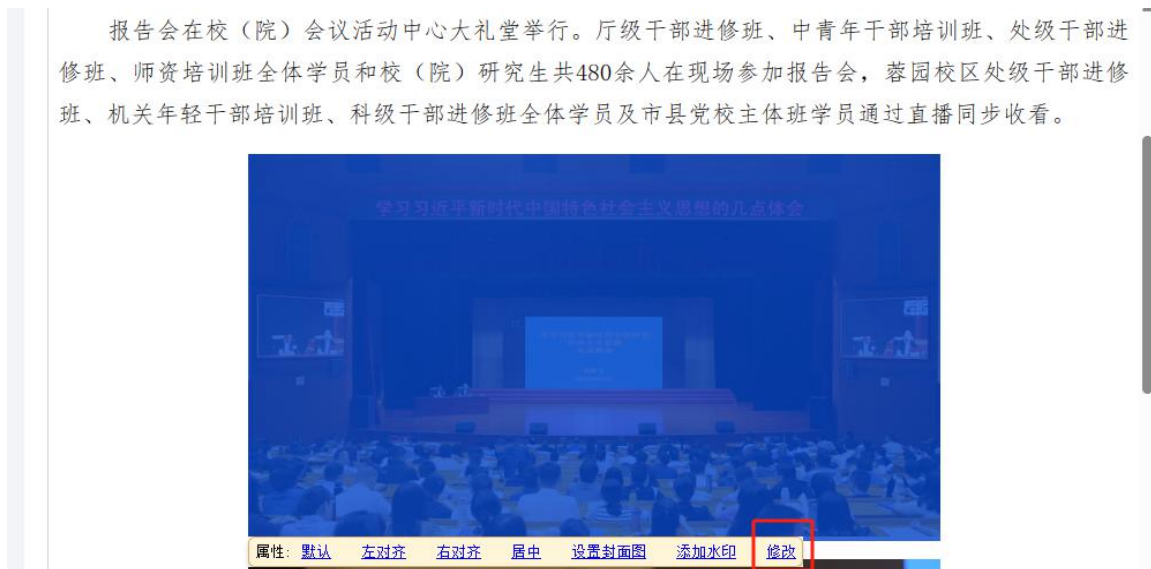 报告会在校（院）会议活动中心大礼堂举行。厅级干部进修班、中青年干部培训班、处级干部进
修班、师资培训班全体学员和校（院）研究生共480余人在现场参加报告会，蓉园校区处级干部进修
班、机关年轻干部培训班、科级干部进修班全体学员及市县党校主体班学员通过直播同步收看。
学习习近平新时代中国特色社会主义思想的几点体会
属性: 默认 左对齐 右对齐 居中 设置封面图 添加水印 修改